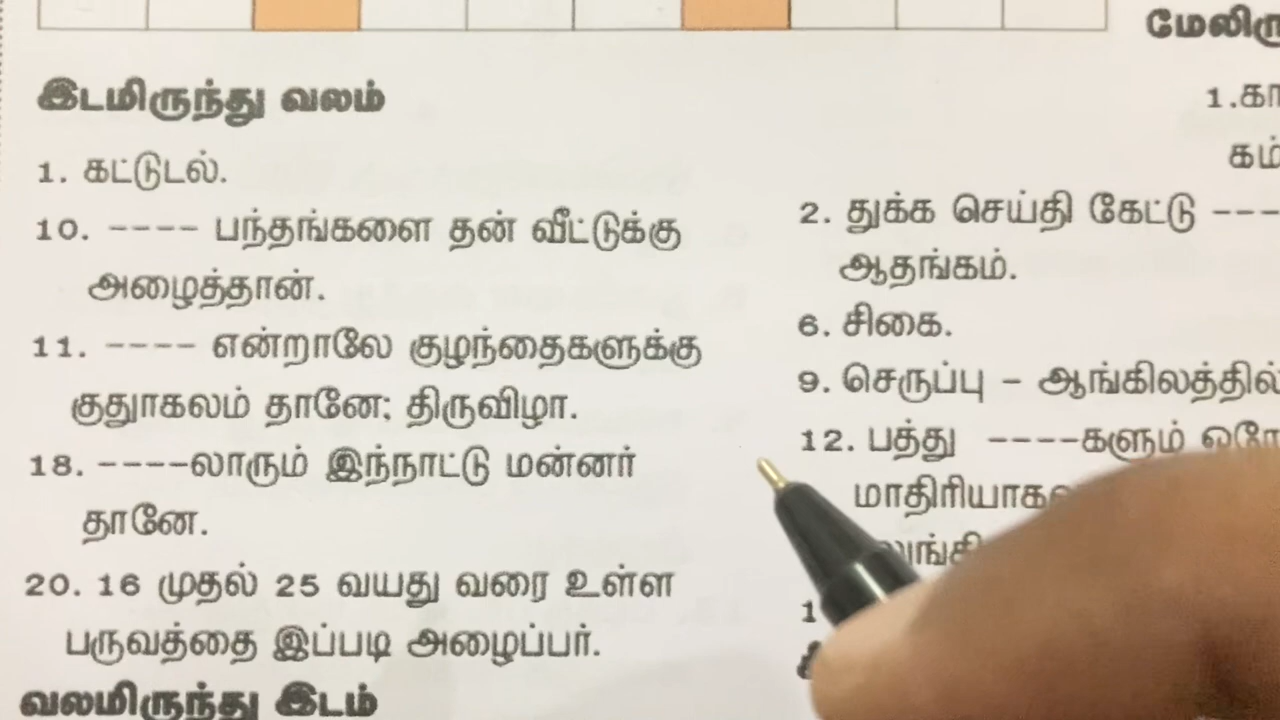 இடமிருந்து வலம்
1. கட்டுடல்.
10. ---- பந்தங்களை தன் வீட்டுக்கு
அழைத்தான்.
11. ---- என்றாலே குழந்தைகளுக்கு
குதூகலம் தானே; திருவிழா.
18. ----லாரும் இந்நாட்டு மன்னர்
தானே.
20. 16 முதல் 25 வயது வரை உள்ள
பருவத்தை இப்படி அழைப்பர்.
வலமிருந்து இடம்
2. துக்க செய்தி கேட்டு ---
ஆதங்கம்.
6. சிகை.
9. செருப்பு - ஆங்கிலத்தில்
12. பத்து ----களும் ஒரே